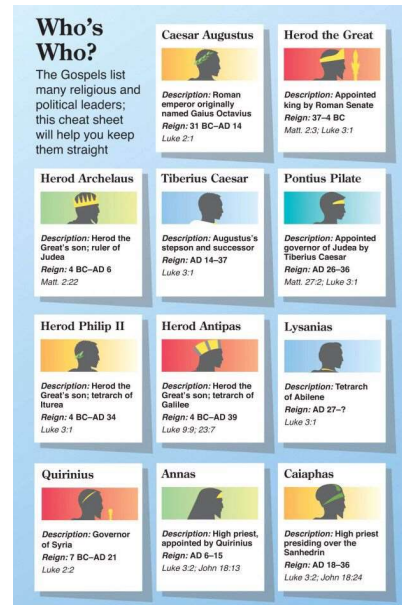 Who's
Who?
The Gospels list
many religious and
political leaders;
this cheat sheet
will help you keep
them straight
Caesar Augustus
Description: Roman
emperor originally
named Gaius Octavius
Reign: 31 BC–AD 14
Luke 2:1
Herod the Great
Description: Appointed
king by Roman Senate
Reign: 37–4 BC
Matt. 2:3; Luke 3:1
Herod Archelaus
Description: Herod the
Great's son; ruler of
Judea
Reign: 4 BC–AD 6
Matt. 2:22
Tiberius Caesar
Description: Augustus's
stepson and successor
Reign: AD 14–37
Luke 3:1
Pontius Pilate
Description: Appointed
governor of Judea by
Tiberius Caesar
Reign: AD 26–36
Matt. 27:2; Luke 3:1
Herod Philip II
Description: Herod the
Great's son; tetrarch of
Iturea
Reign: 4 BC–AD 34
Luke 3:1
Herod Antipas
Description: Herod the
Great's son; tetrarch of
Galilee
Reign: 4 BC–AD 39
Luke 9:9; 23:7
Lysanias
Description: Tetrarch
of Abilene
Reign: AD 27–?
Luke 3:1
Quirinius
Description: Governor
of Syria
Reign: 7 BC–AD 21
Luke 2:2
Annas
Description: High priest,
appointed by Quirinius
Reign: AD 6–15
Luke 3:2; John 18:13
Caiaphas
Description: High priest
presiding over the
Sanhedrin
Reign: AD 18–36
Luke 3:2; John 18:24